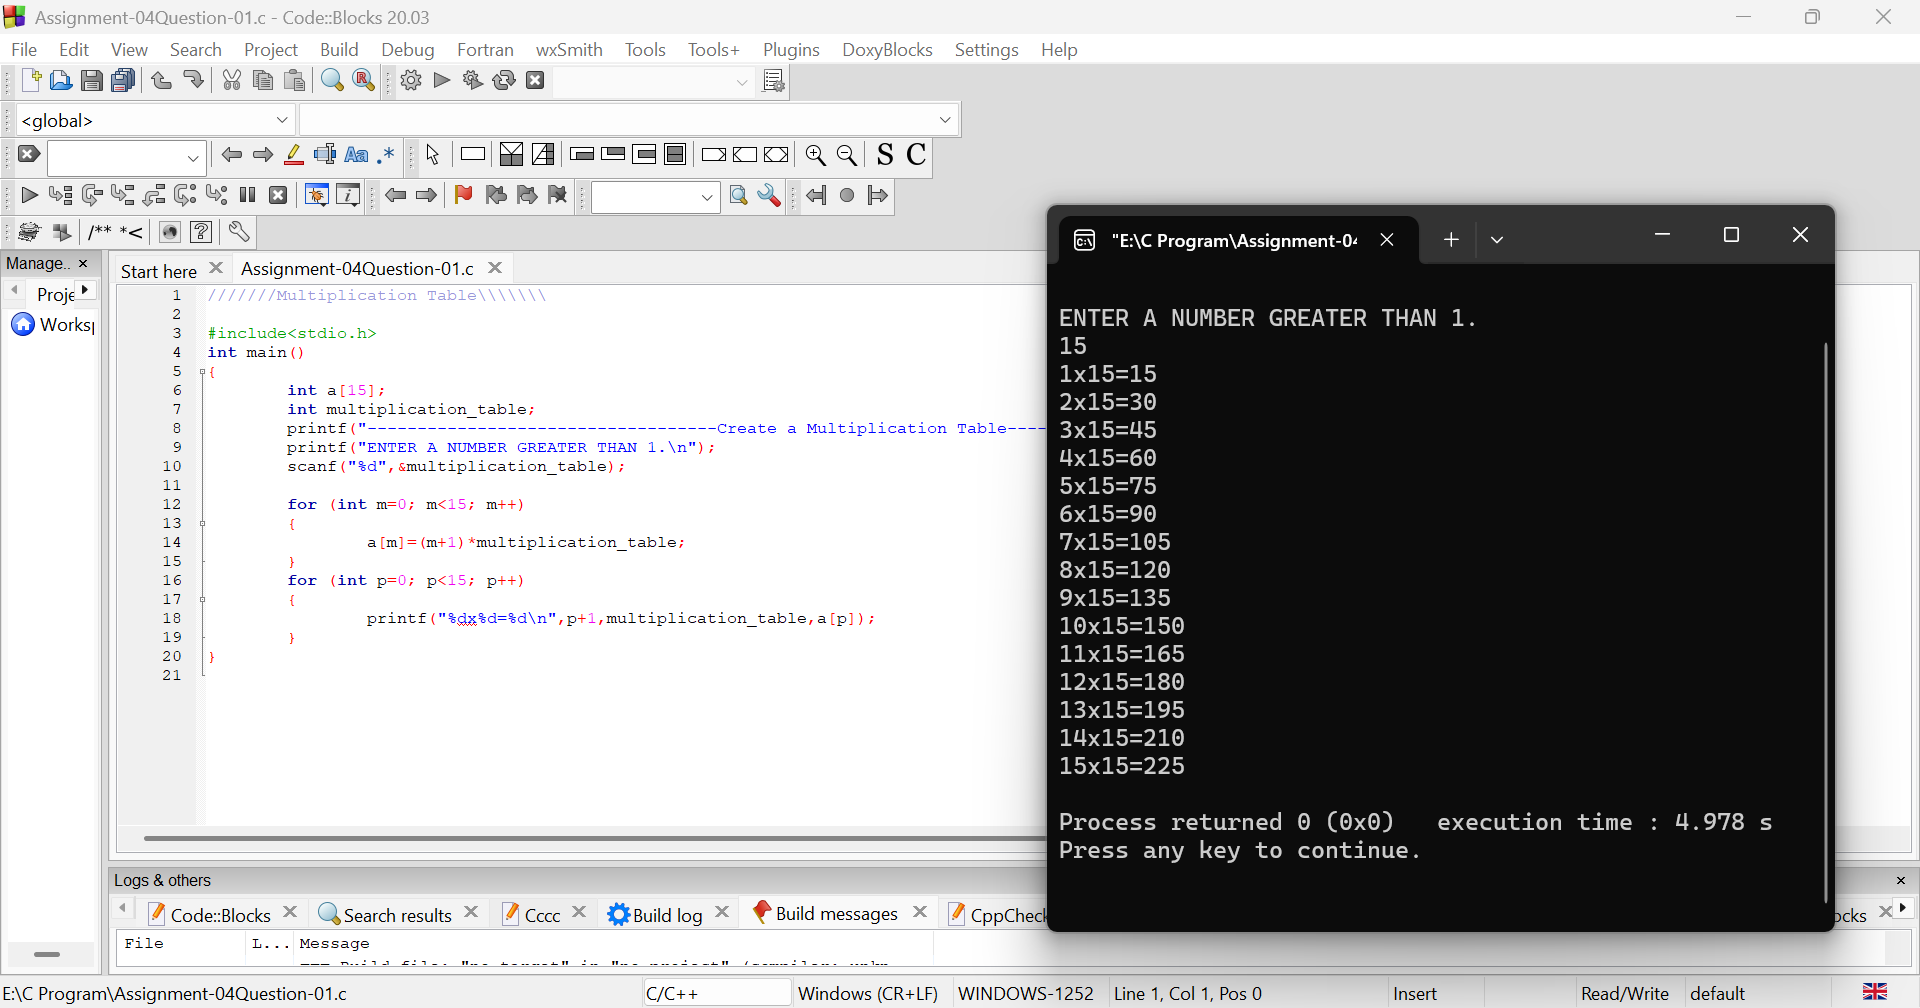 Assignment-04Question-01.c - Code::Blocks 20.03
File Edit View Search Project Build Debug Fortran wxSmith Tools Tools+ Plugins DoxyBlocks Settings Help
<global>
Aa .* S C
/** *<
Manage..
Start here
Assignment-04Question-01.c
Proje
Worksp
1 ///////Multiplication Table\\\\\\\
2
3 #include<stdio.h>
4 int main()
5 {
6 int a[15];
7 int multiplication_table;
8 printf("-----------------------------------Create a Multiplication Table----
9 printf("ENTER A NUMBER GREATER THAN 1.\n");
10 scanf("%d",&multiplication_table);
11
12 for (int m=0; m<15; m++)
13 {
14 a[m]=(m+1)*multiplication_table;
15 }
16 for (int p=0; p<15; p++)
17 {
18 printf("%dx%d=%d\n",p+1,multiplication_table,a[p]);
19 }
20 }
21
"E:\C Program\Assignment-04
ENTER A NUMBER GREATER THAN 1.
15
1x15=15
2x15=30
3x15=45
4x15=60
5x15=75
6x15=90
7x15=105
8x15=120
9x15=135
10x15=150
11x15=165
12x15=180
13x15=195
14x15=210
15x15=225
Process returned 0 (0x0) execution time : 4.978 s
Press any key to continue.
Logs & others
Code::Blocks Search results Cccc Build log Build messages CppCheck ocks
File L... Message
E:\C Program\Assignment-04Question-01.c C/C++ Windows (CR+LF) WINDOWS-1252 Line 1, Col 1, Pos 0 Insert Read/Write default